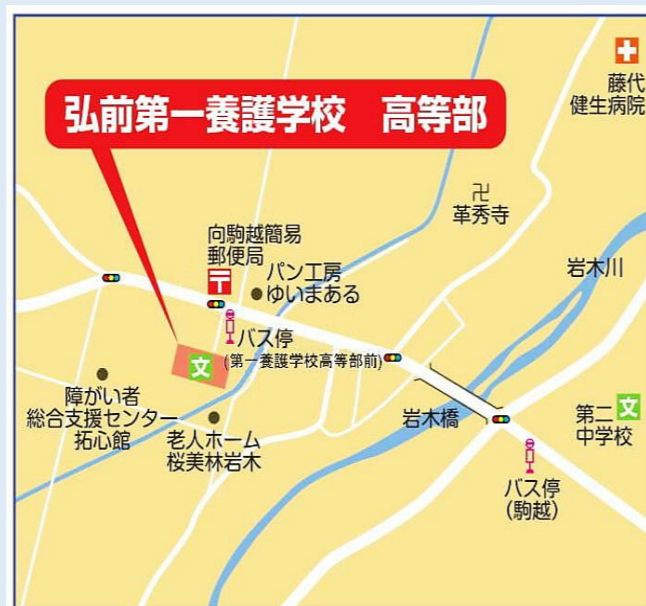 藤代
健生病院
弘前第一養護学校 高等部
卍
革秀寺
向駒越簡易
郵便局
〒
パン工房
ゆいまある
岩木川
バス停
(第一養護学校高等部前)
文
障がい者
総合支援センター
拓心館
老人ホーム
桜美林岩木
岩木橋
第二
中学校
文
バス停
(駒越)